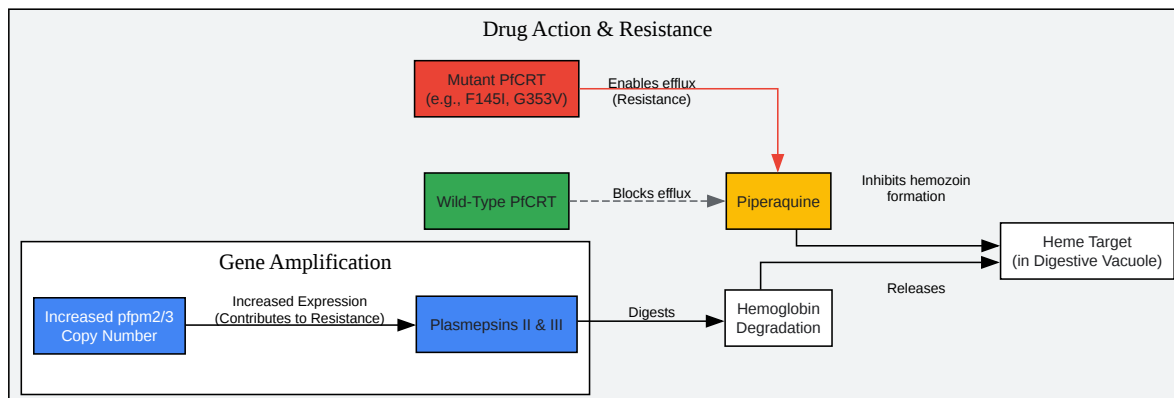 Drug Action & Resistance
Mutant PfCRT
(e.g., F145I, G353V)
Enables efflux
(Resistance)
Wild-Type PfCRT
Blocks efflux
Piperaquine
Inhibits hemozoin
formation
Heme Target
(in Digestive Vacuole)
Gene Amplification
Increased pfpm2/3
Copy Number
Increased Expression
(Contributes to Resistance)
Plasmepsins II & III
Digests
Hemoglobin
Degradation
Releases